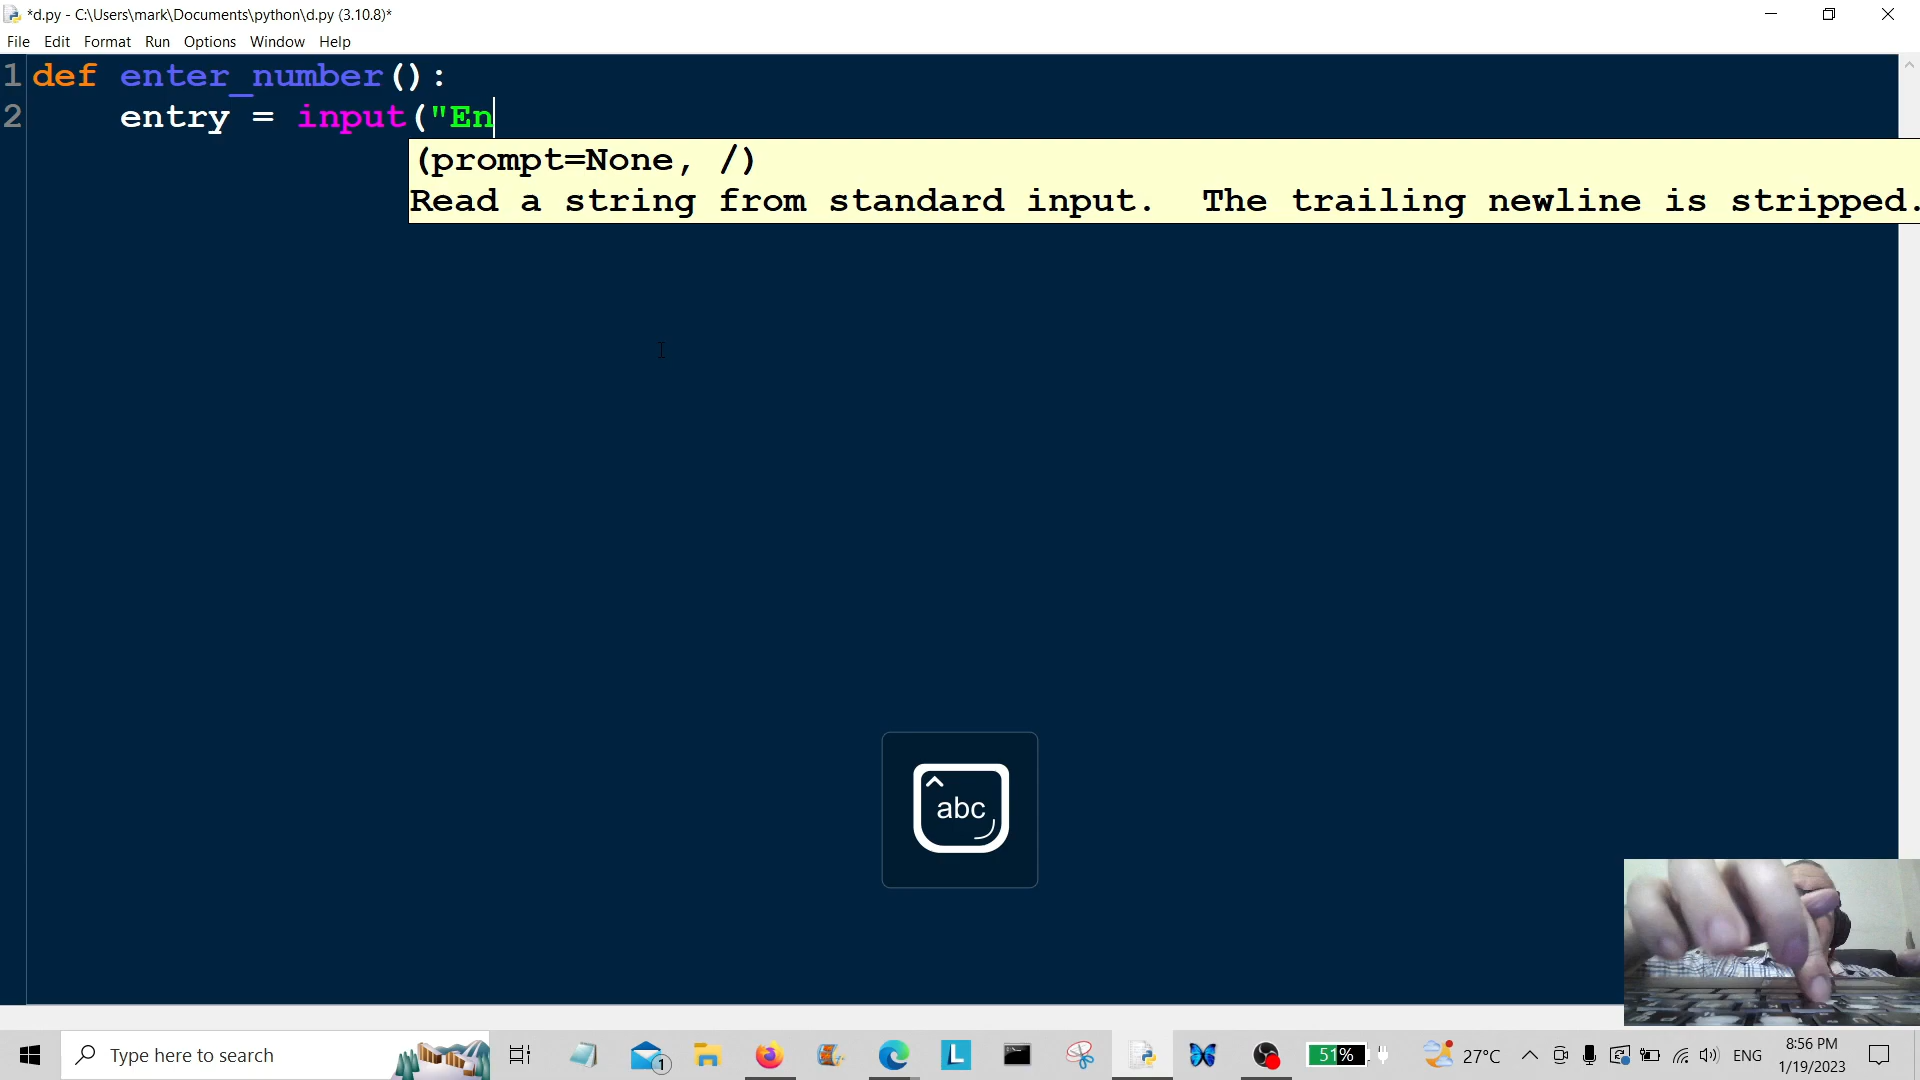 *d.py - C:\Users\mark\Documents\python\d.py (3.10.8)*
File Edit Format Run Options Window Help
1 def enter_number():
2 entry = input("En
(prompt=None, /)
Read a string from standard input. The trailing newline is stripped.
abc
Type here to search
1
L
51%
27°C
ENG
8:56 PM
1/19/2023